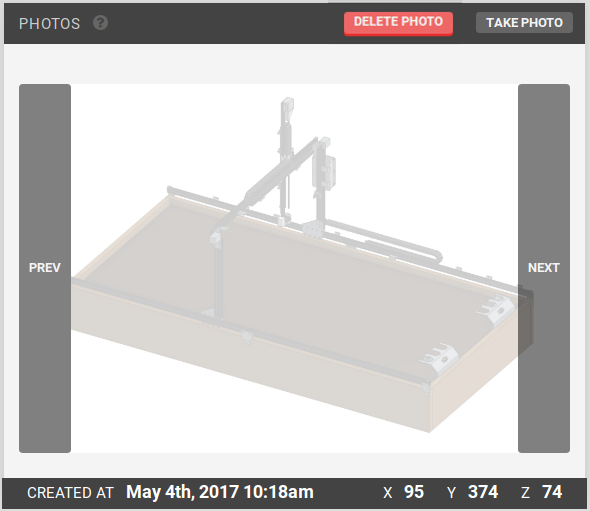 PHOTOS ? DELETE PHOTO TAKE PHOTO
PREV NEXT
CREATED AT May 4th, 2017 10:18am X 95 Y 374 Z 74